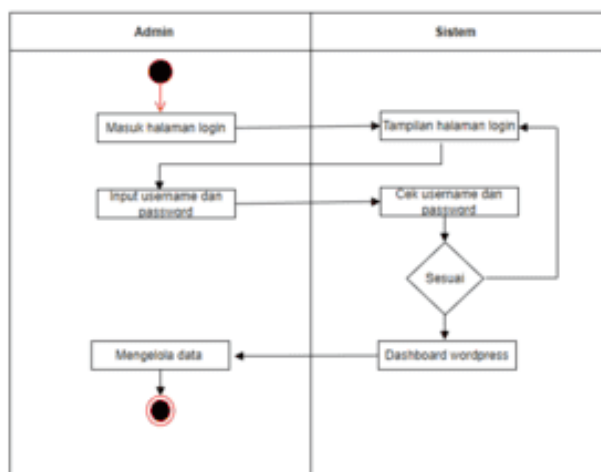 Admin
Sistem
Masuk halaman login
Tampilan halaman login
Input username dan
password
Cek username dan
password
Sesuai
Mengelola data
Dashboard wordpress